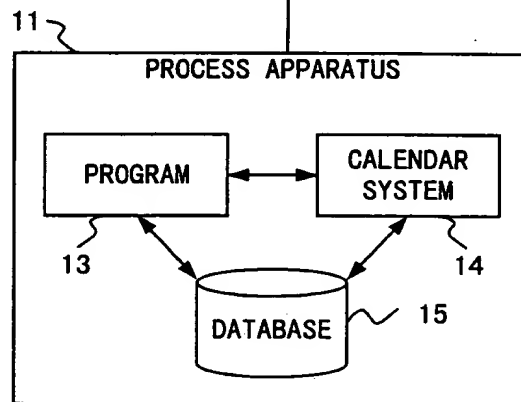 11
PROCESS APPARATUS
PROGRAM
CALENDAR
SYSTEM
13
14
DATABASE
15